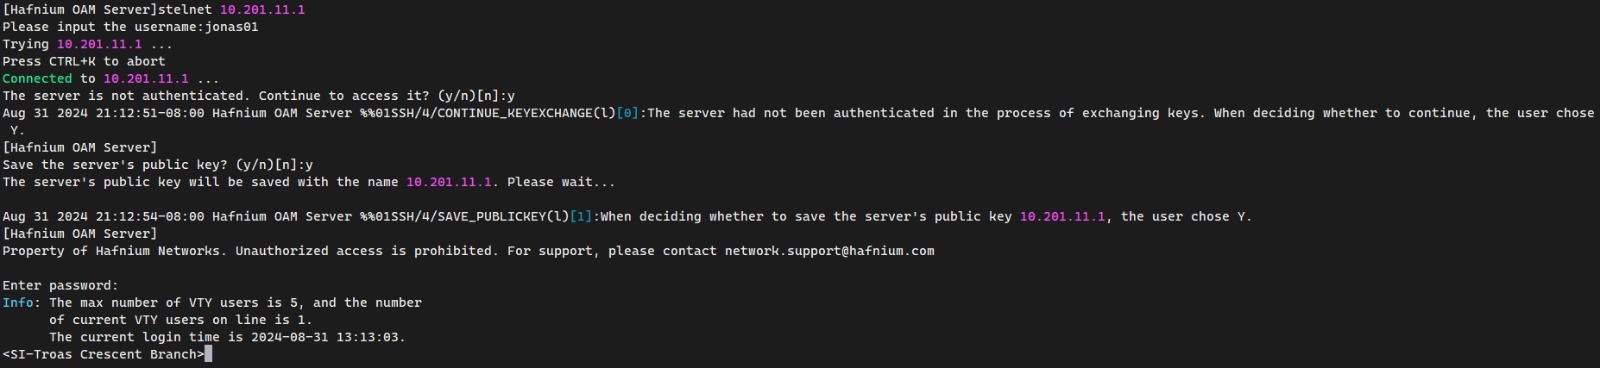 [Hafnium OAM Server]stelnet 10.201.11.1
Please input the username:jonas01
Trying 10.201.11.1 ...
Press CTRL+K to abort
Connected to 10.201.11.1 ...
The server is not authenticated. Continue to access it? (y/n)[n]:y
Aug 31 2024 21:12:51-08:00 Hafnium OAM Server %%01SSH/4/CONTINUE_KEYEXCHANGE(l)[0]:The server had not been authenticated in the process of exchanging keys. When deciding whether to continue, the user chose
 Y.
[Hafnium OAM Server]
Save the server's public key? (y/n)[n]:y
The server's public key will be saved with the name 10.201.11.1. Please wait...

Aug 31 2024 21:12:54-08:00 Hafnium OAM Server %%01SSH/4/SAVE_PUBLICKEY(l)[1]:When deciding whether to save the server's public key 10.201.11.1, the user chose Y.
[Hafnium OAM Server]
Property of Hafnium Networks. Unauthorized access is prohibited. For support, please contact network.support@hafnium.com

Enter password:
Info: The max number of VTY users is 5, and the number
      of current VTY users on line is 1.
      The current login time is 2024-08-31 13:13:03.
<SI-Troas Crescent Branch>